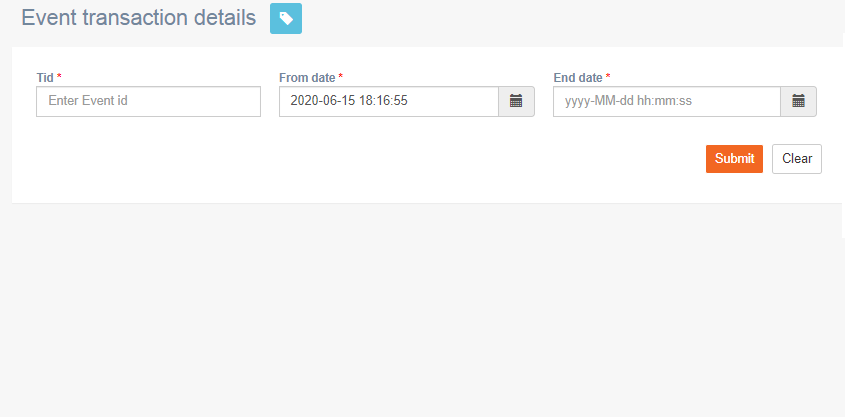 Event transaction details
Tid *
From date *
End date *
Enter Event id
2020-06-15 18:16:55
yyyy-MM-dd hh:mm:ss
Submit
Clear